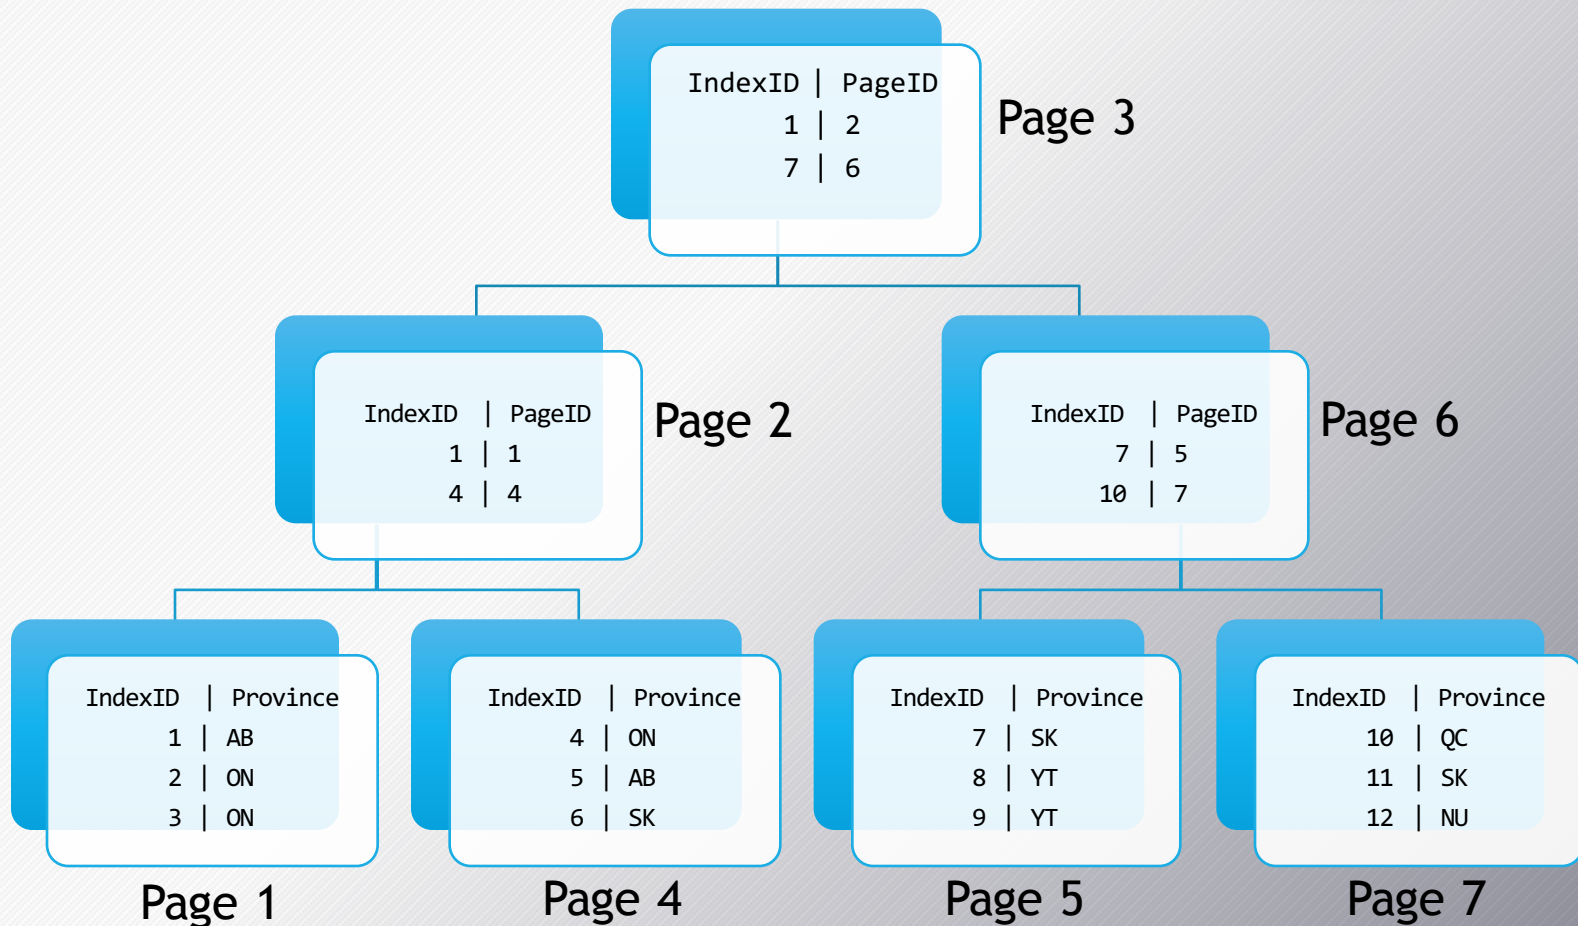 IndexID | PageID
1 | 2
7 | 6
Page 3
IndexID | PageID
1 | 1
4 | 4
Page 2
IndexID | PageID
7 | 5
10 | 7
Page 6
IndexID | Province
1 | AB
2 | ON
3 | ON
Page 1
IndexID | Province
4 | ON
5 | AB
6 | SK
Page 4
IndexID | Province
7 | SK
8 | YT
9 | YT
Page 5
IndexID | Province
10 | QC
11 | SK
12 | NU
Page 7